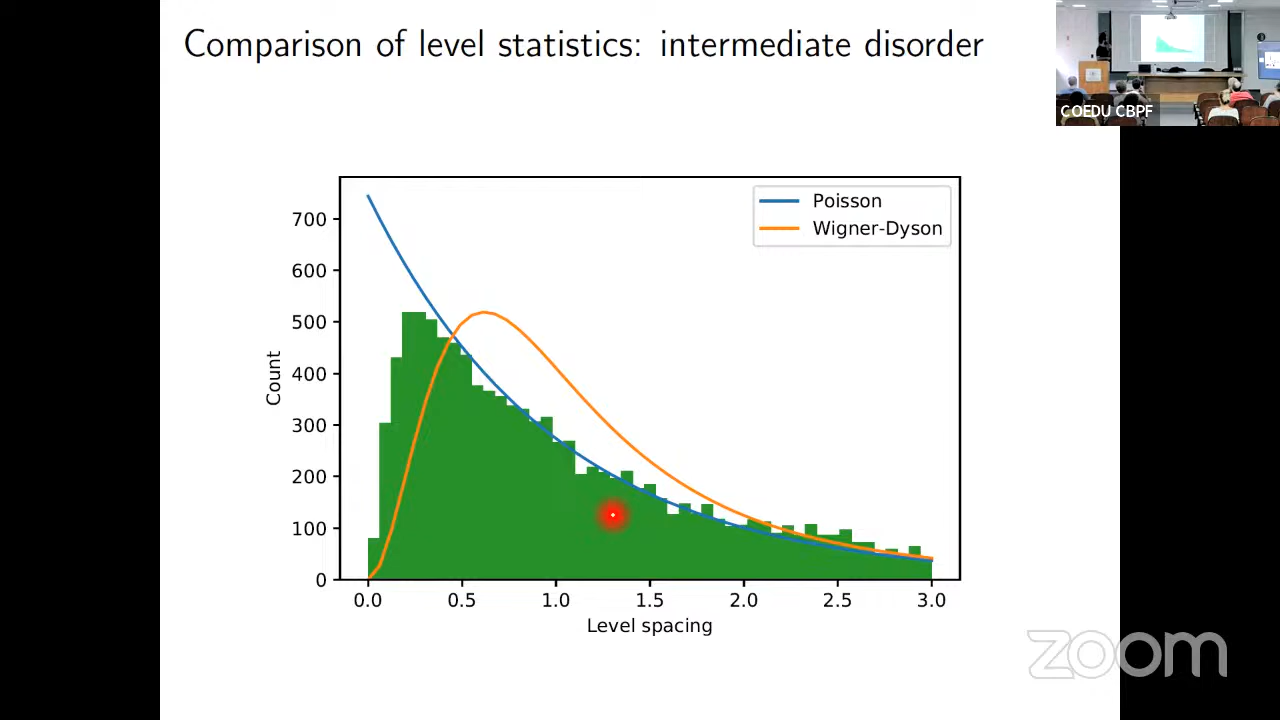 Comparison of level statistics: intermediate disorder
COEDU CBPF
Poisson
Wigner-Dyson
700
600
500
400
300
200
100
0
Count
0.0 0.5 1.0 1.5 2.0 2.5 3.0
Level spacing
zoom